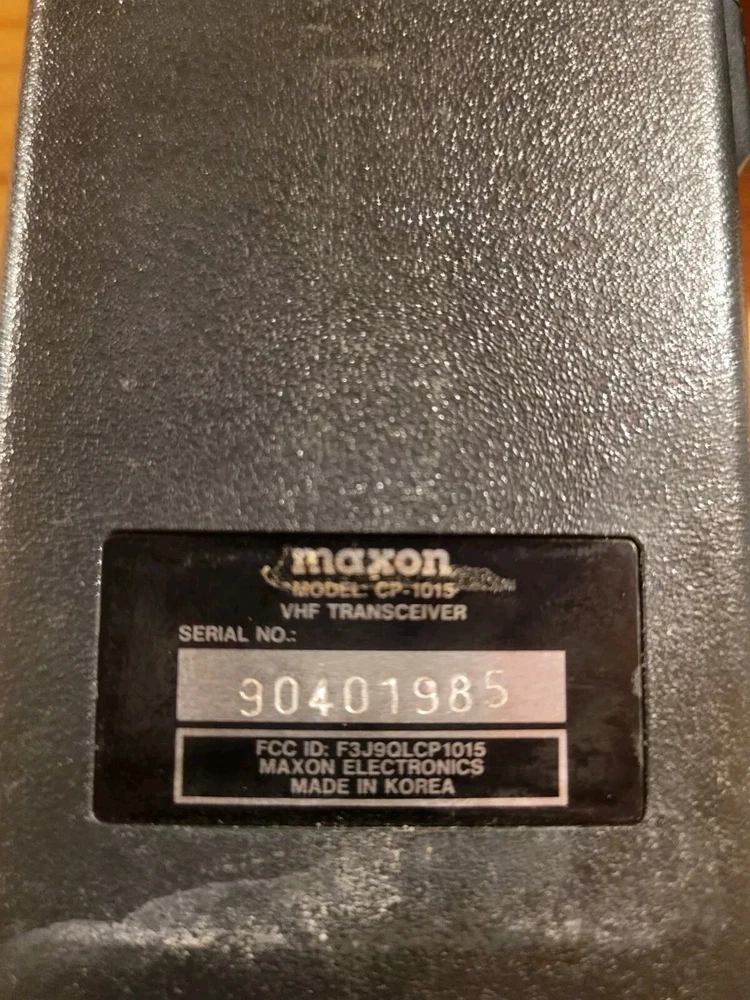 maxon
MODEL: CP-1015
VHF TRANSCEIVER
SERIAL NO.:
90401985
FCC ID: F3J9QLCP1015
MAXON ELECTRONICS
MADE IN KOREA